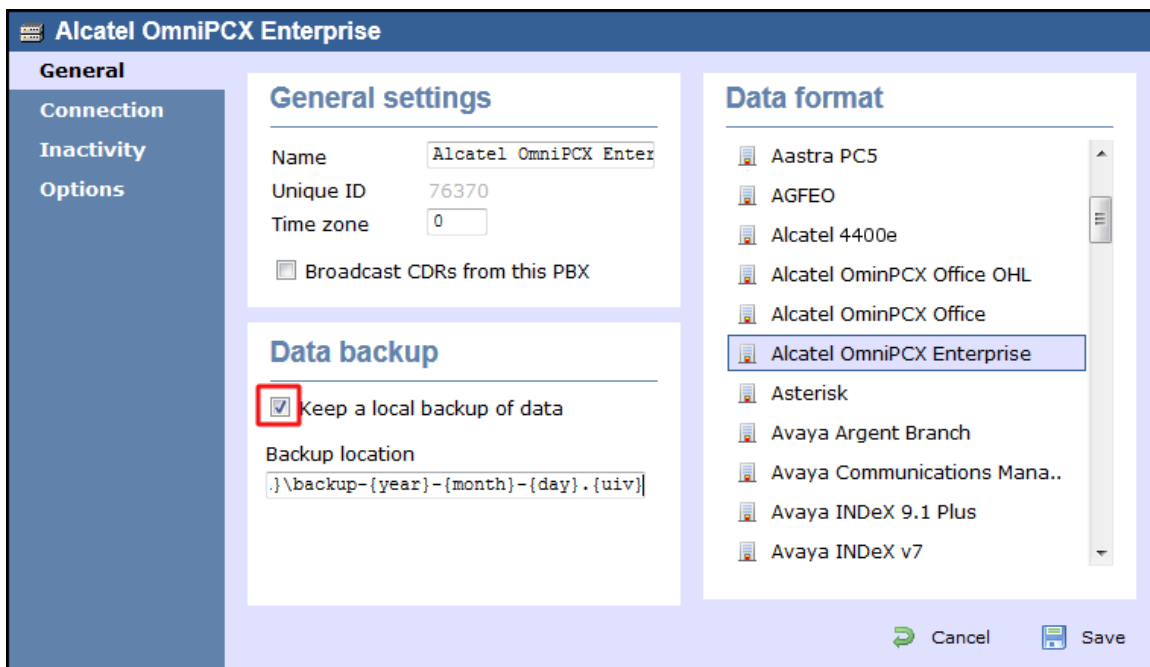 Alcatel OmniPCX Enterprise
General
Connection
Inactivity
Options
General settings
Name
Alcatel OmniPCX Enter
Unique ID
76370
Time zone
0
Broadcast CDRs from this PBX
Data backup
Keep a local backup of data
Backup location
.}\backup-{year}-{month}-{day}.{uiv}
Data format
Aastra PC5
AGFEO
Alcatel 4400e
Alcatel OminPCX Office OHL
Alcatel OminPCX Office
Alcatel OmniPCX Enterprise
Asterisk
Avaya Argent Branch
Avaya Communications Mana..
Avaya INDeX 9.1 Plus
Avaya INDeX v7
Cancel
Save